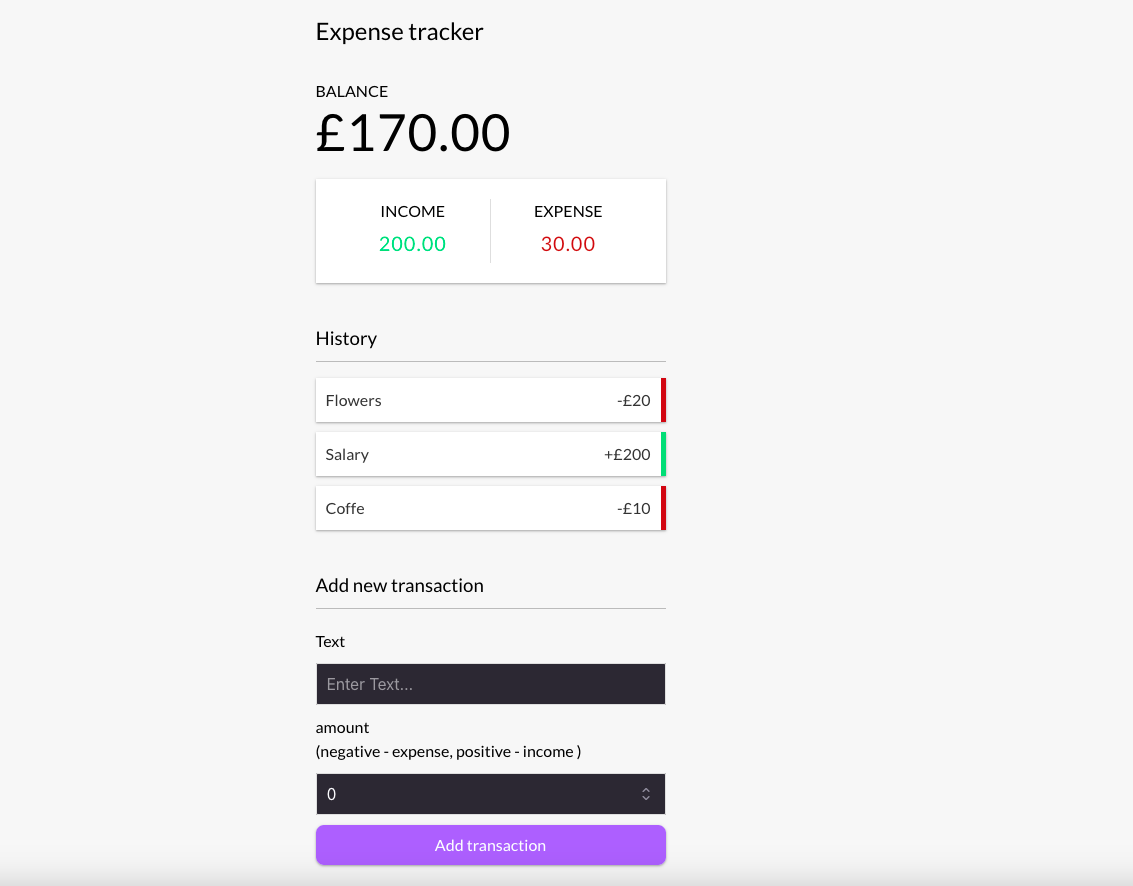 Expense tracker
BALANCE
£170.00
INCOME
EXPENSE
200.00
30.00
History
Flowers -£20
Salary +£200
Coffe -£10
Add new transaction
Text
Enter Text...
amount
(negative - expense, positive - income )
0
Add transaction